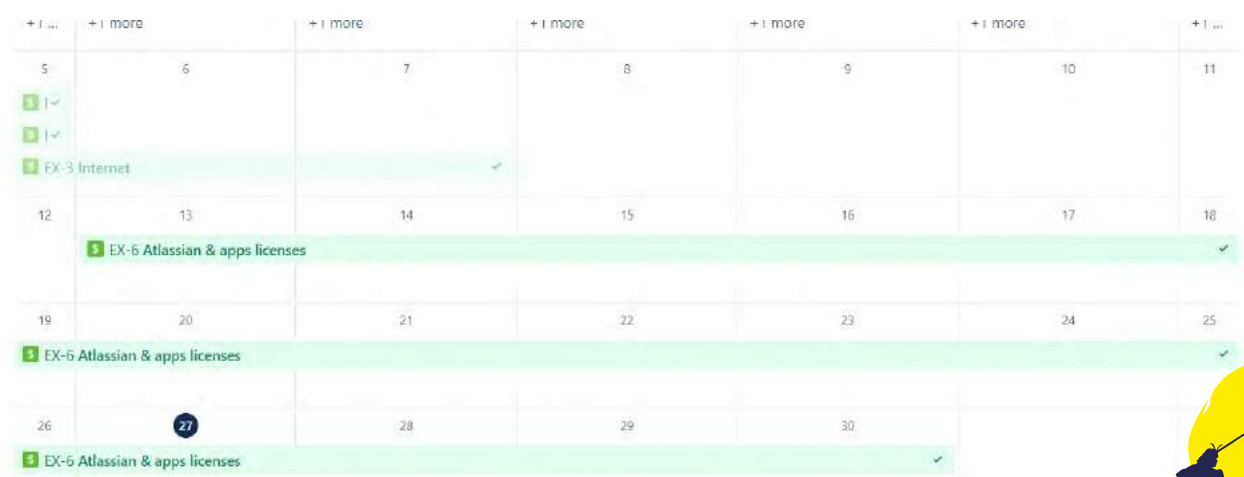 +1 ... +1 more +1 more +1 more +1 more +1 more +1 ...
5 6 7 8 9 10 11
EX-3 Internet
12 13 14 15 16 17 18
EX-6 Atlassian & apps licenses
19 20 21 22 23 24 25
EX-6 Atlassian & apps licenses
26 27 28 29 30
EX-6 Atlassian & apps licenses